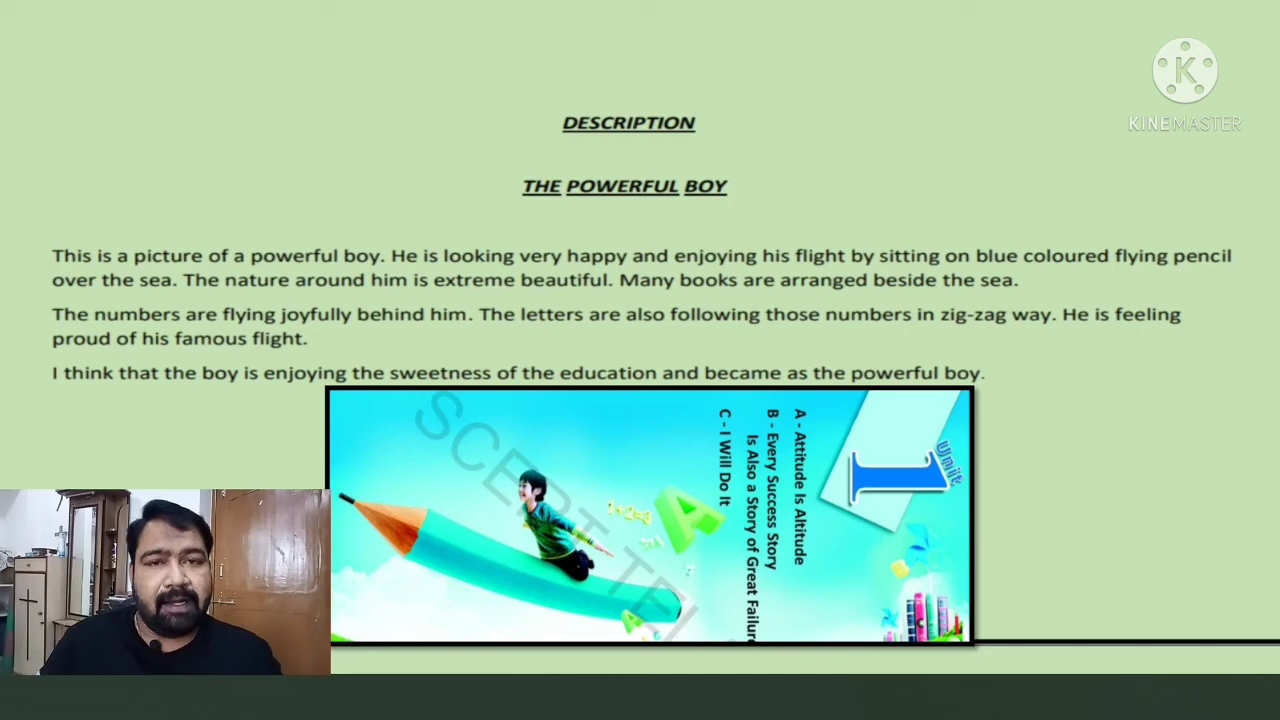 K
KINEMASTER
DESCRIPTION
THE POWERFUL BOY
This is a picture of a powerful boy. He is looking very happy and enjoying his flight by sitting on blue coloured flying pencil
over the sea. The nature around him is extreme beautiful. Many books are arranged beside the sea.
The numbers are flying joyfully behind him. The letters are also following those numbers in zig-zag way. He is feeling
proud of his famous flight.
I think that the boy is enjoying the sweetness of the education and became as the powerful boy.
Unit
1
A - Attitude Is Altitude
B - Every Success Story
Is Also a Story of Great Failure
C - I Will Do It
SCERT TEL
1+2=3
A
A